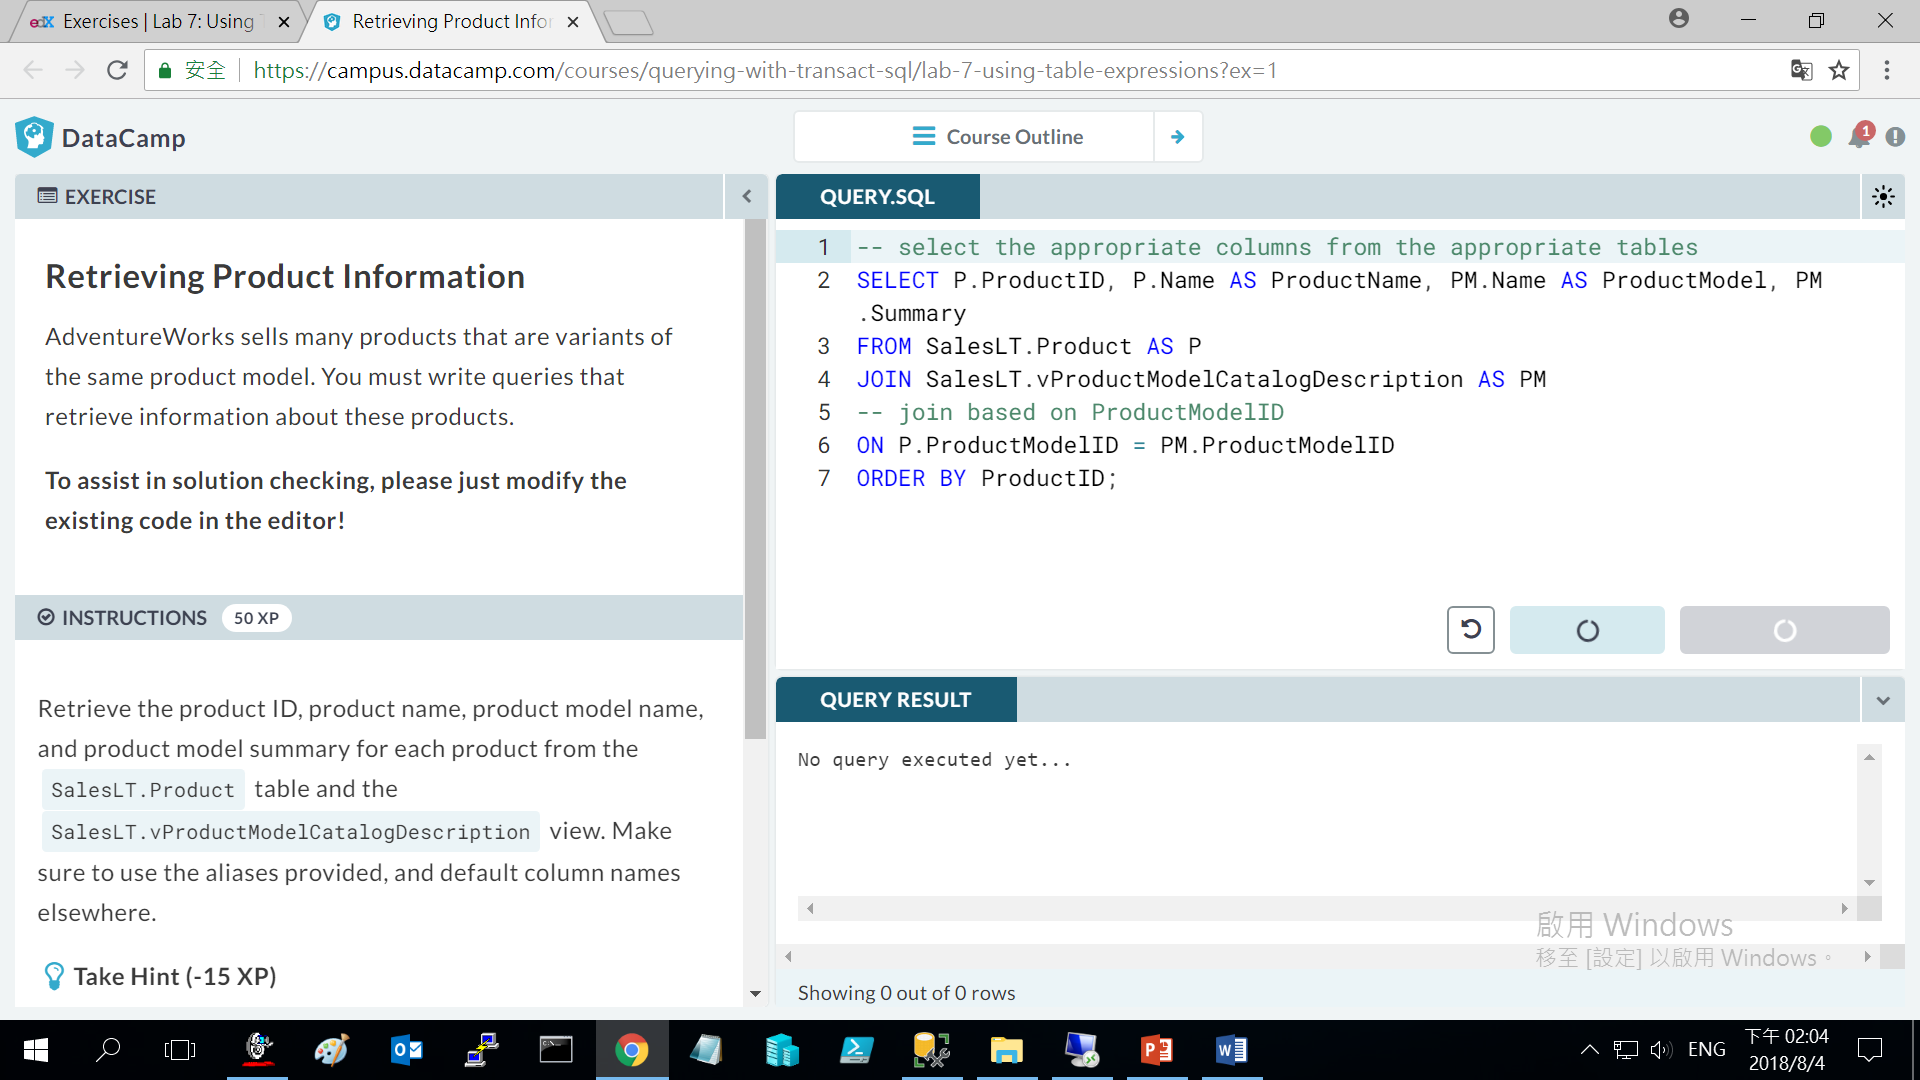 edX Exercises | Lab 7: Using T
Retrieving Product Infor
安全 https://campus.datacamp.com/courses/querying-with-transact-sql/lab-7-using-table-expressions?ex=1
DataCamp
Course Outline
1
EXERCISE
QUERY.SQL
Retrieving Product Information
AdventureWorks sells many products that are variants of
the same product model. You must write queries that
retrieve information about these products.
To assist in solution checking, please just modify the
existing code in the editor!
INSTRUCTIONS 50 XP
Retrieve the product ID, product name, product model name,
and product model summary for each product from the
SalesLT.Product table and the
SalesLT.vProductModelCatalogDescription view. Make
sure to use the aliases provided, and default column names
elsewhere.
Take Hint (-15 XP)
1 -- select the appropriate columns from the appropriate tables
2 SELECT P.ProductID, P.Name AS ProductName, PM.Name AS ProductModel, PM
.Summary
3 FROM SalesLT.Product AS P
4 JOIN SalesLT.vProductModelCatalogDescription AS PM
5 -- join based on ProductModelID
6 ON P.ProductModelID = PM.ProductModelID
7 ORDER BY ProductID;
QUERY RESULT
No query executed yet...
啟用 Windows
移至 [設定] 以啟用 Windows。
Showing 0 out of 0 rows
ENG
下午 02:04
2018/8/4